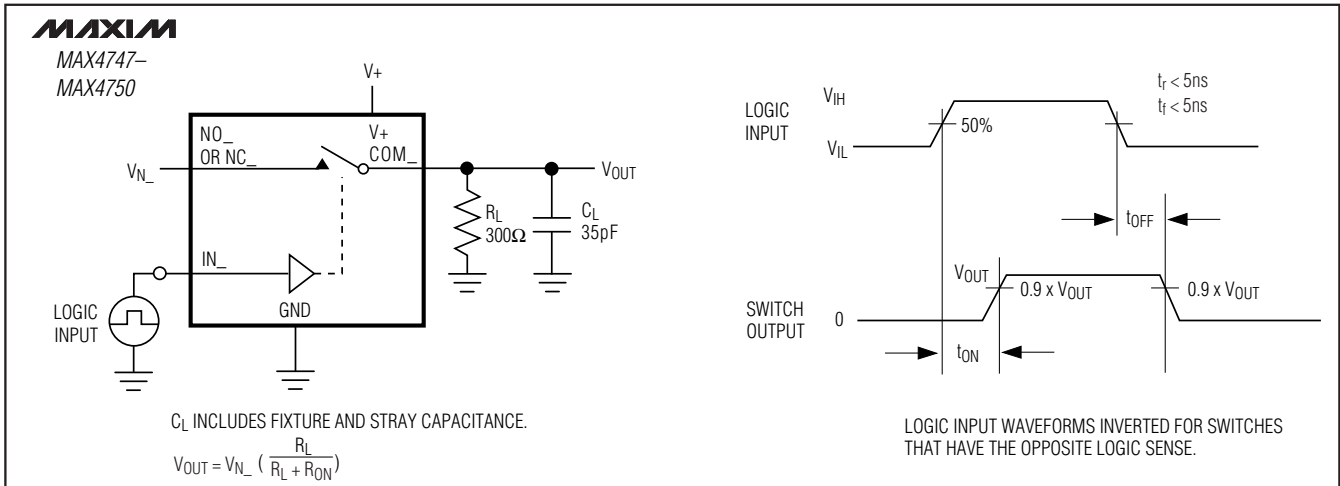 MAXIM
MAX4747–
MAX4750
V+
V+
NO_
OR NC_
COM_
V_N_
V_OUT
R_L
300Ω
C_L
35pF
IN_
GND
LOGIC
INPUT
C_L INCLUDES FIXTURE AND STRAY CAPACITANCE.
V_OUT = V_N_ ( R_L / R_L + R_ON )
LOGIC
INPUT
V_IH
V_IL
50%
t_r < 5ns
t_f < 5ns
t_OFF
SWITCH
OUTPUT
V_OUT
0
0.9 x V_OUT
0.9 x V_OUT
t_ON
LOGIC INPUT WAVEFORMS INVERTED FOR SWITCHES
THAT HAVE THE OPPOSITE LOGIC SENSE.